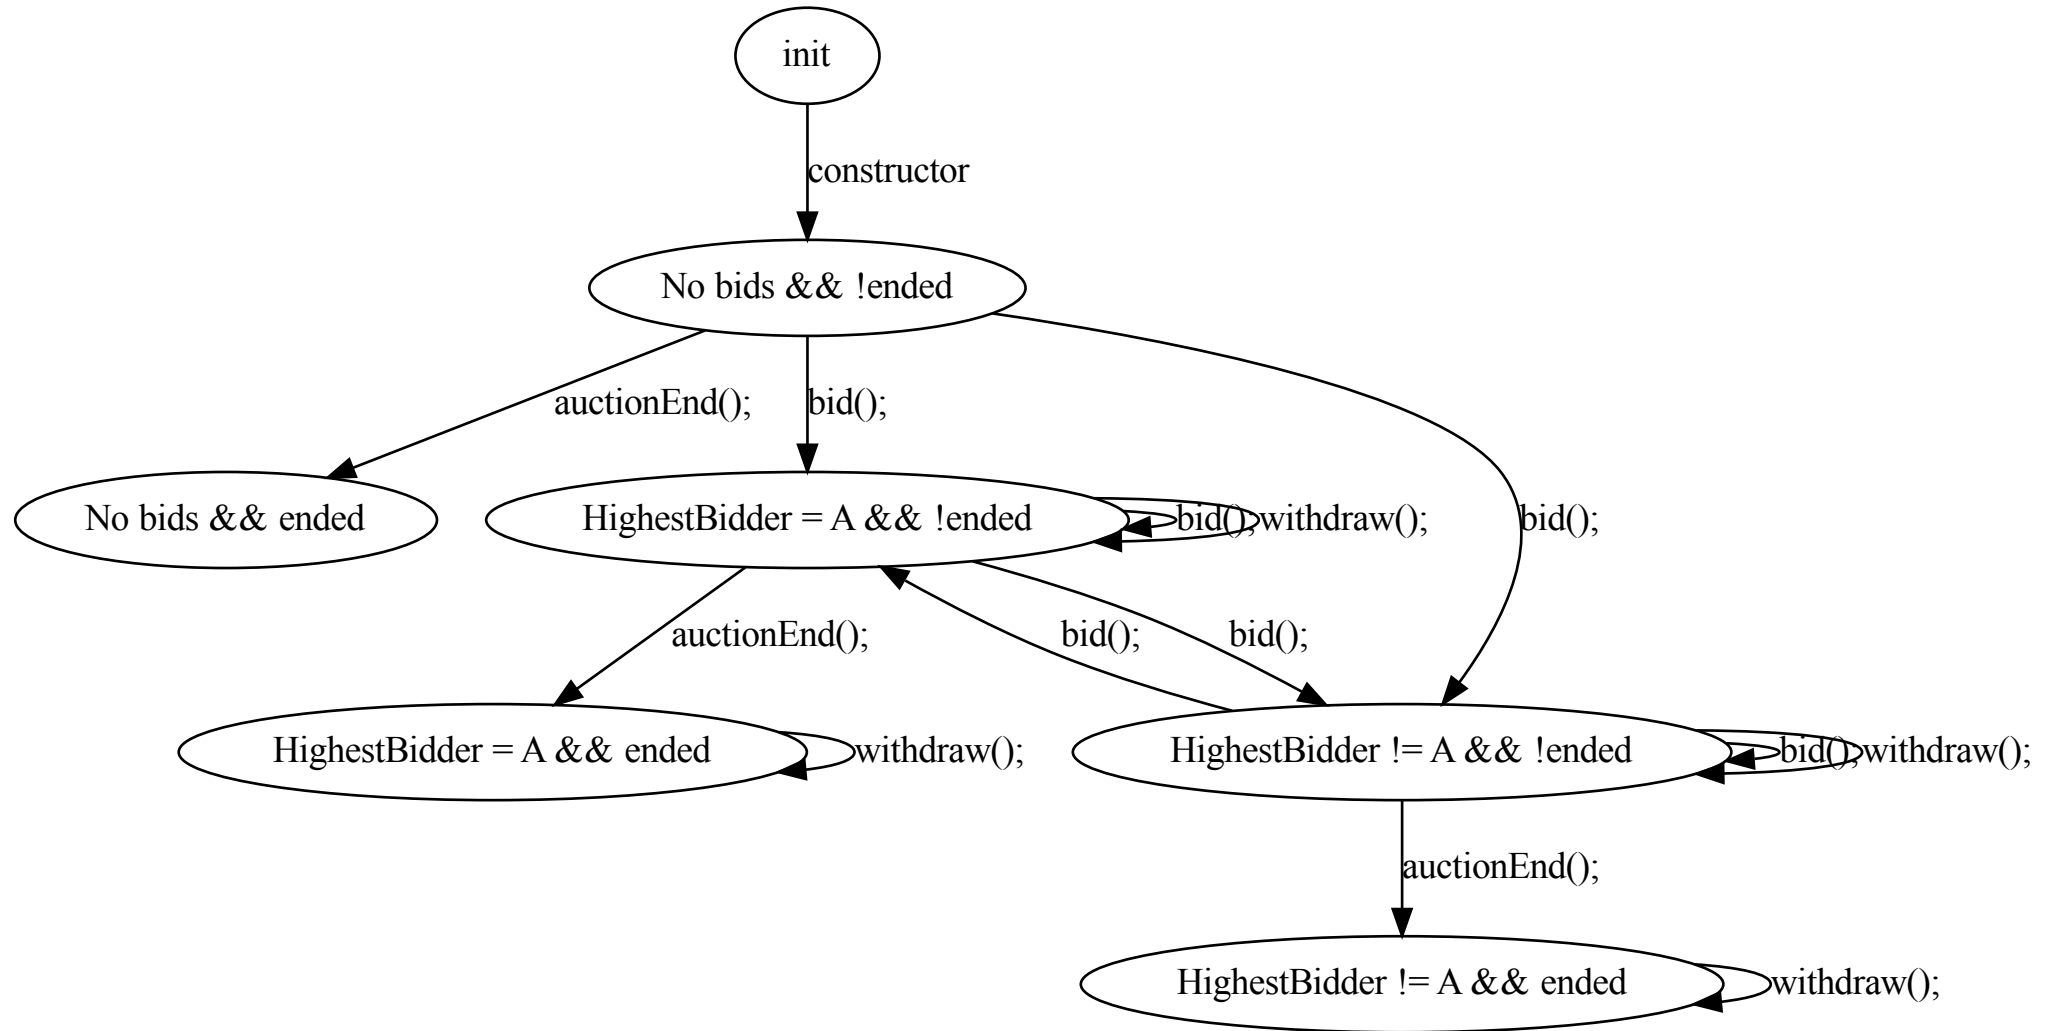 init
constructor
No bids && !ended
auctionEnd();
bid();
bid();
No bids && ended
HighestBidder = A && !ended
bid();
withdraw();
auctionEnd();
bid();
bid();
HighestBidder = A && ended
withdraw();
HighestBidder != A && !ended
bid();
withdraw();
auctionEnd();
HighestBidder != A && ended
withdraw();